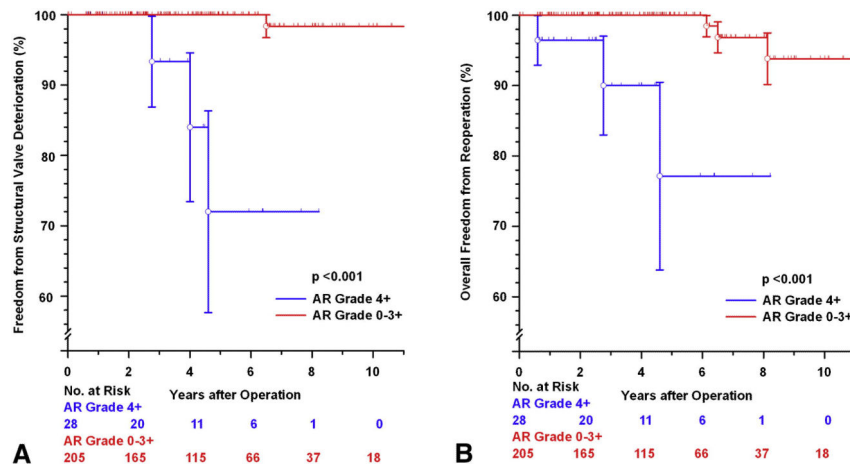 Freedom from Structural Valve Deterioration (%)
100
90
80
70
60
p <0.001
AR Grade 4+
AR Grade 0-3+
0 2 4 6 8 10
No. at Risk
Years after Operation
AR Grade 4+
28 20 11 6 1 0
AR Grade 0-3+
205 165 115 66 37 18
A
Overall Freedom from Reoperation (%)
100
90
80
70
60
p <0.001
AR Grade 4+
AR Grade 0-3+
0 2 4 6 8 10
No. at Risk
Years after Operation
AR Grade 4+
28 20 11 6 1 0
AR Grade 0-3+
205 165 115 66 37 18
B